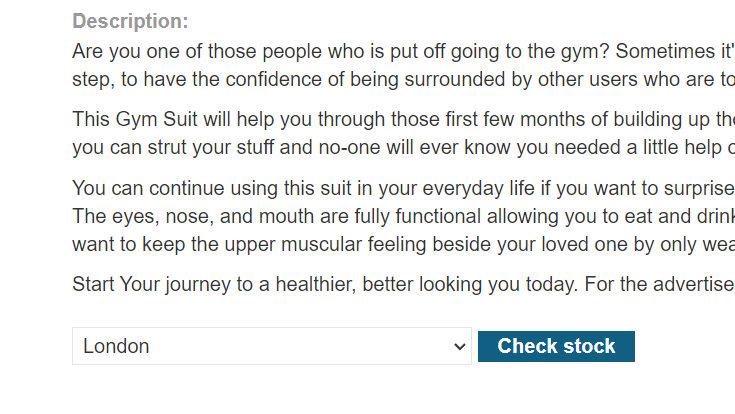 Description:
Are you one of those people who is put off going to the gym? Sometimes it'
step, to have the confidence of being surrounded by other users who are to
This Gym Suit will help you through those first few months of building up the
you can strut your stuff and no-one will ever know you needed a little help
You can continue using this suit in your everyday life if you want to surprise
The eyes, nose, and mouth are fully functional allowing you to eat and drink
want to keep the upper muscular feeling beside your loved one by only wea
Start Your journey to a healthier, better looking you today. For the advertise
London
Check stock